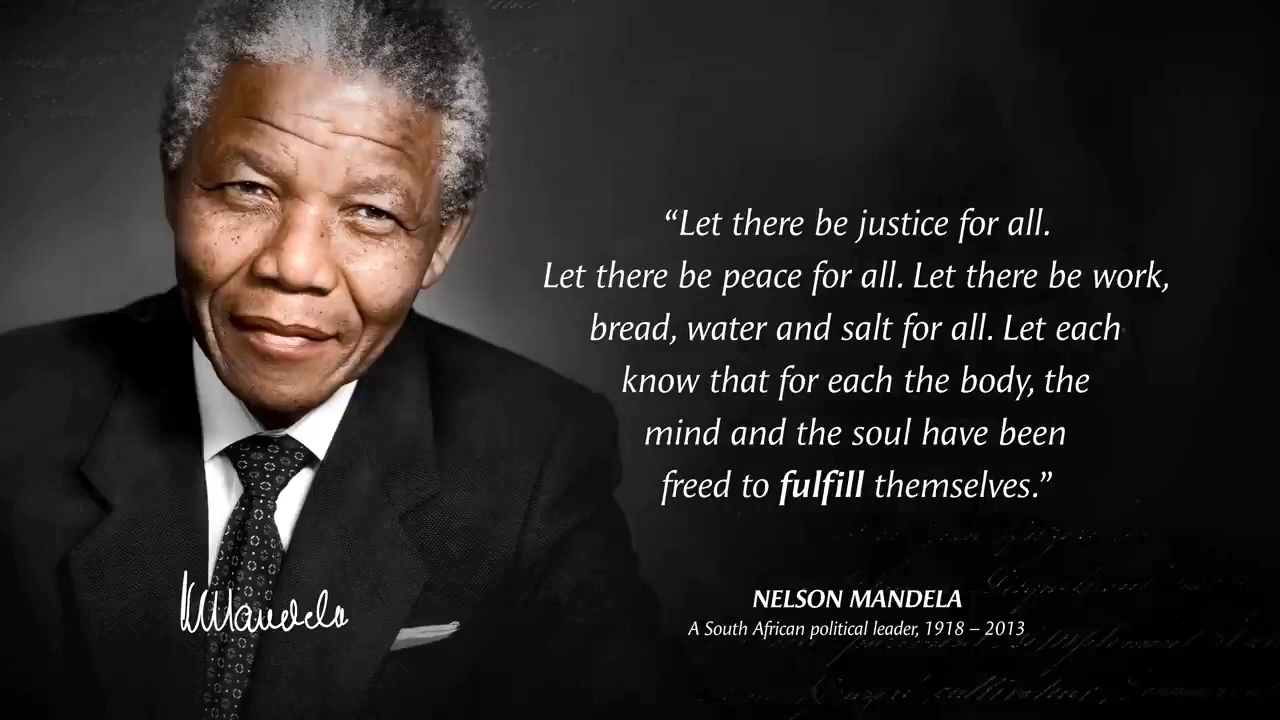 “Let there be justice for all.
Let there be peace for all. Let there be work,
bread, water and salt for all. Let each
know that for each the body, the
mind and the soul have been
freed to fulfill themselves.”
NMandela
NELSON MANDELA
A South African political leader, 1918 – 2013